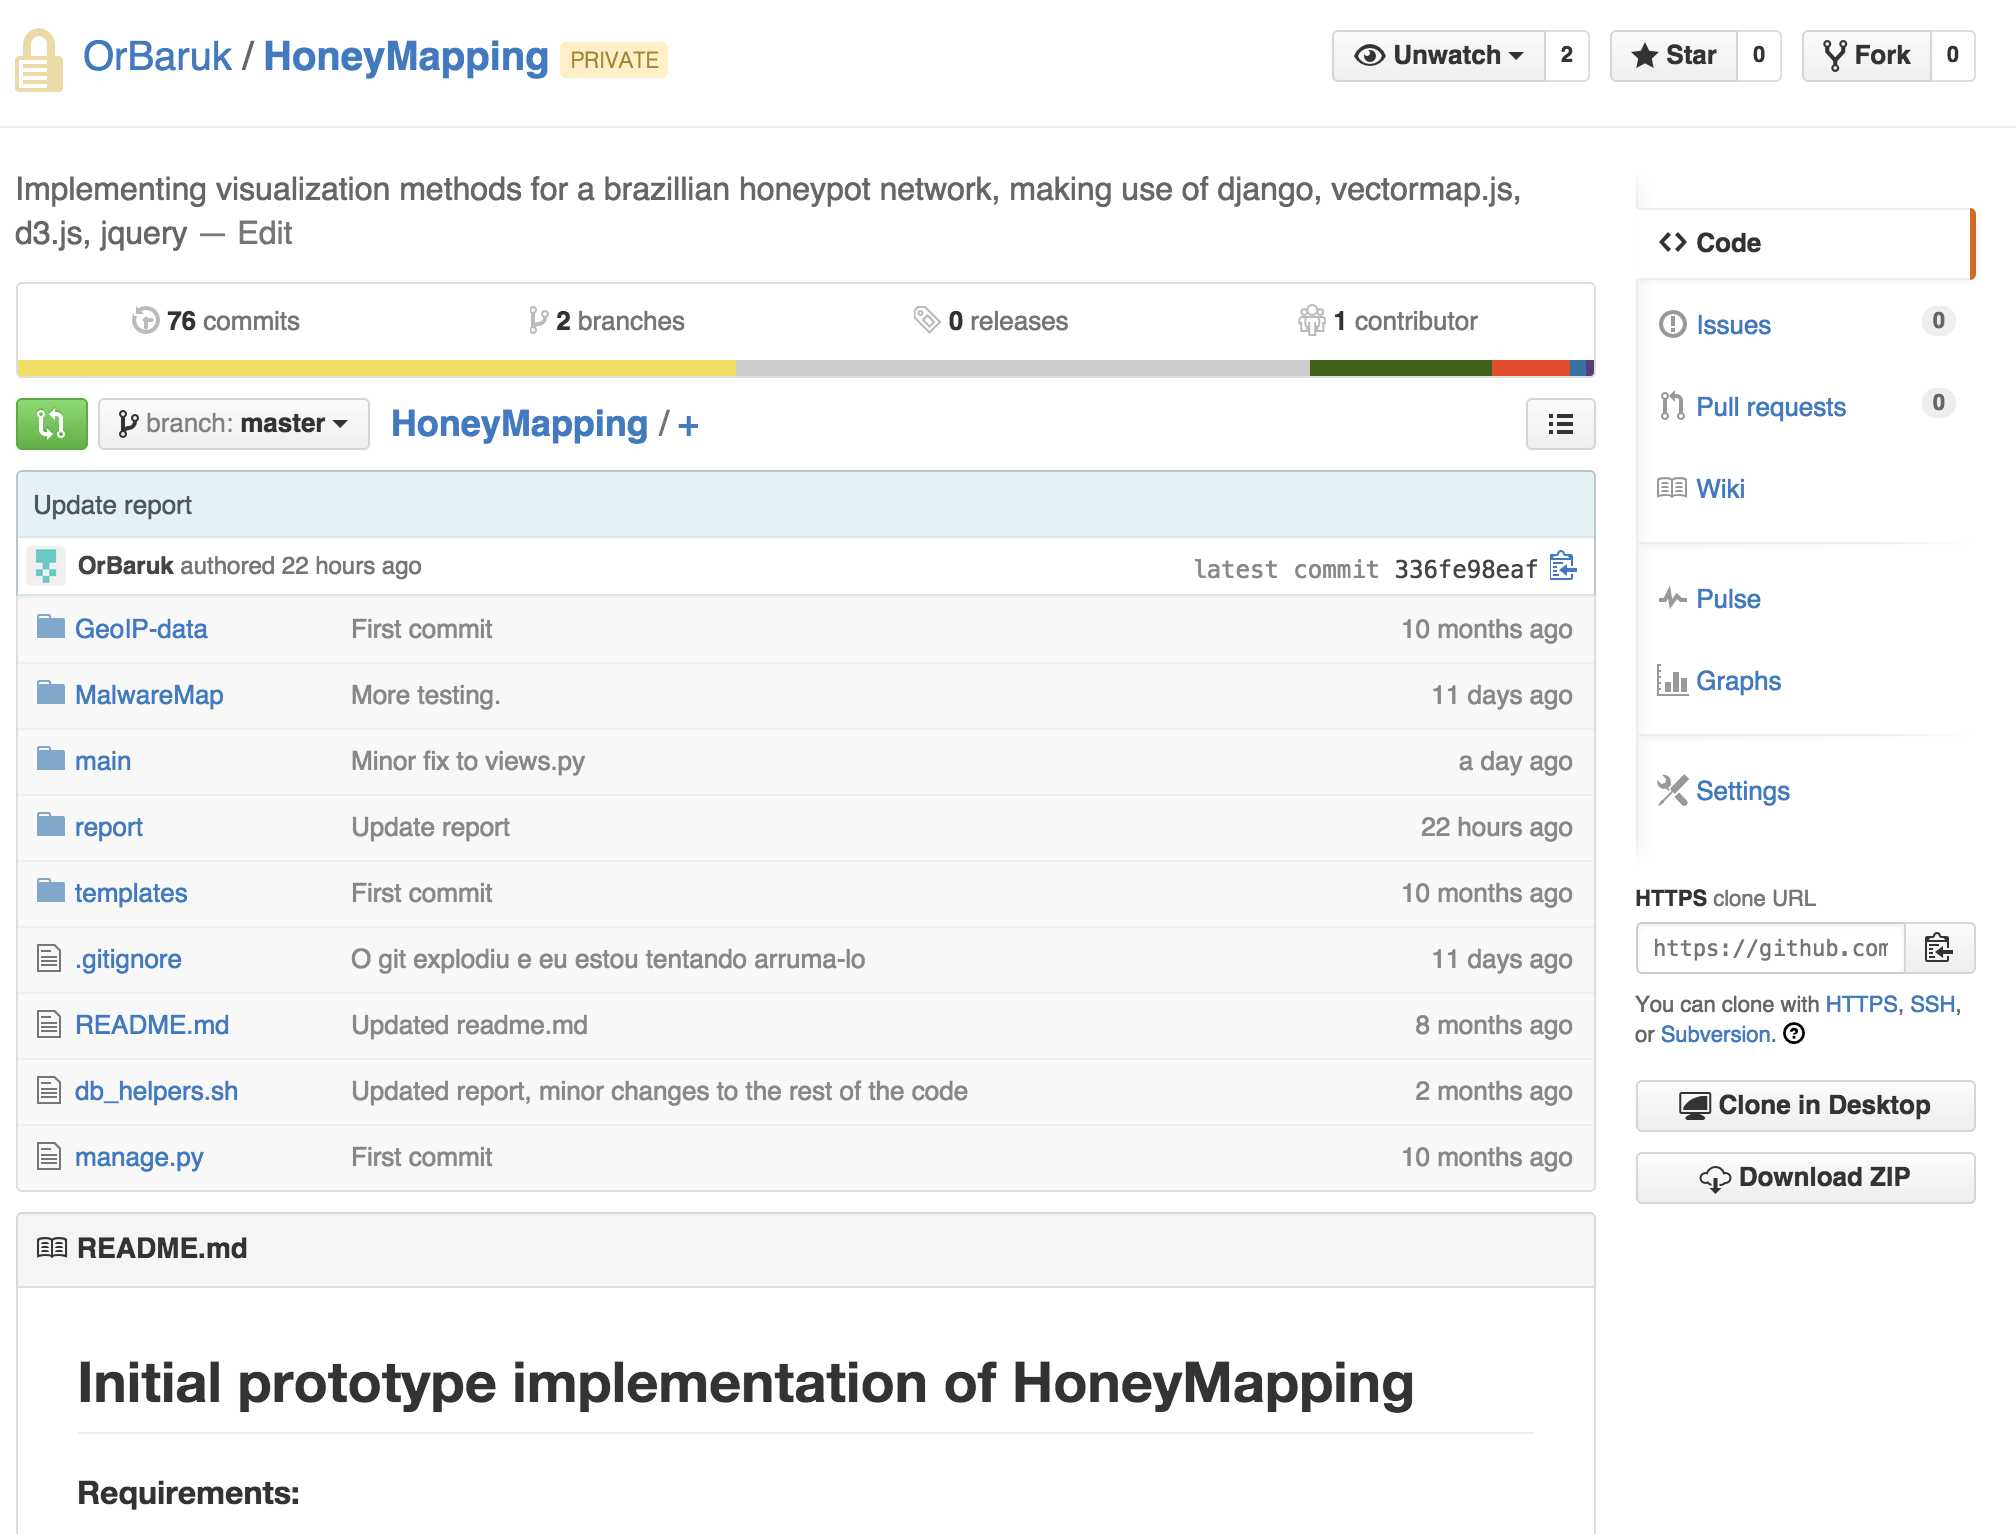 OrBaruk / HoneyMapping PRIVATE
Unwatch 2
Star 0
Fork 0
Implementing visualization methods for a brazillian honeypot network, making use of django, vectormap.js,
d3.js, jquery — Edit
76 commits
2 branches
0 releases
1 contributor
branch: master
HoneyMapping / +
Update report
OrBaruk authored 22 hours ago
latest commit 336fe98eaf
GeoIP-data First commit 10 months ago
MalwareMap More testing. 11 days ago
main Minor fix to views.py a day ago
report Update report 22 hours ago
templates First commit 10 months ago
.gitignore O git explodiu e eu estou tentando arruma-lo 11 days ago
README.md Updated readme.md 8 months ago
db_helpers.sh Updated report, minor changes to the rest of the code 2 months ago
manage.py First commit 10 months ago
README.md
Initial prototype implementation of HoneyMapping
Requirements:
Code
Issues 0
Pull requests 0
Wiki
Pulse
Graphs
Settings
HTTPS clone URL
https://github.com
You can clone with HTTPS, SSH,
or Subversion.
Clone in Desktop
Download ZIP